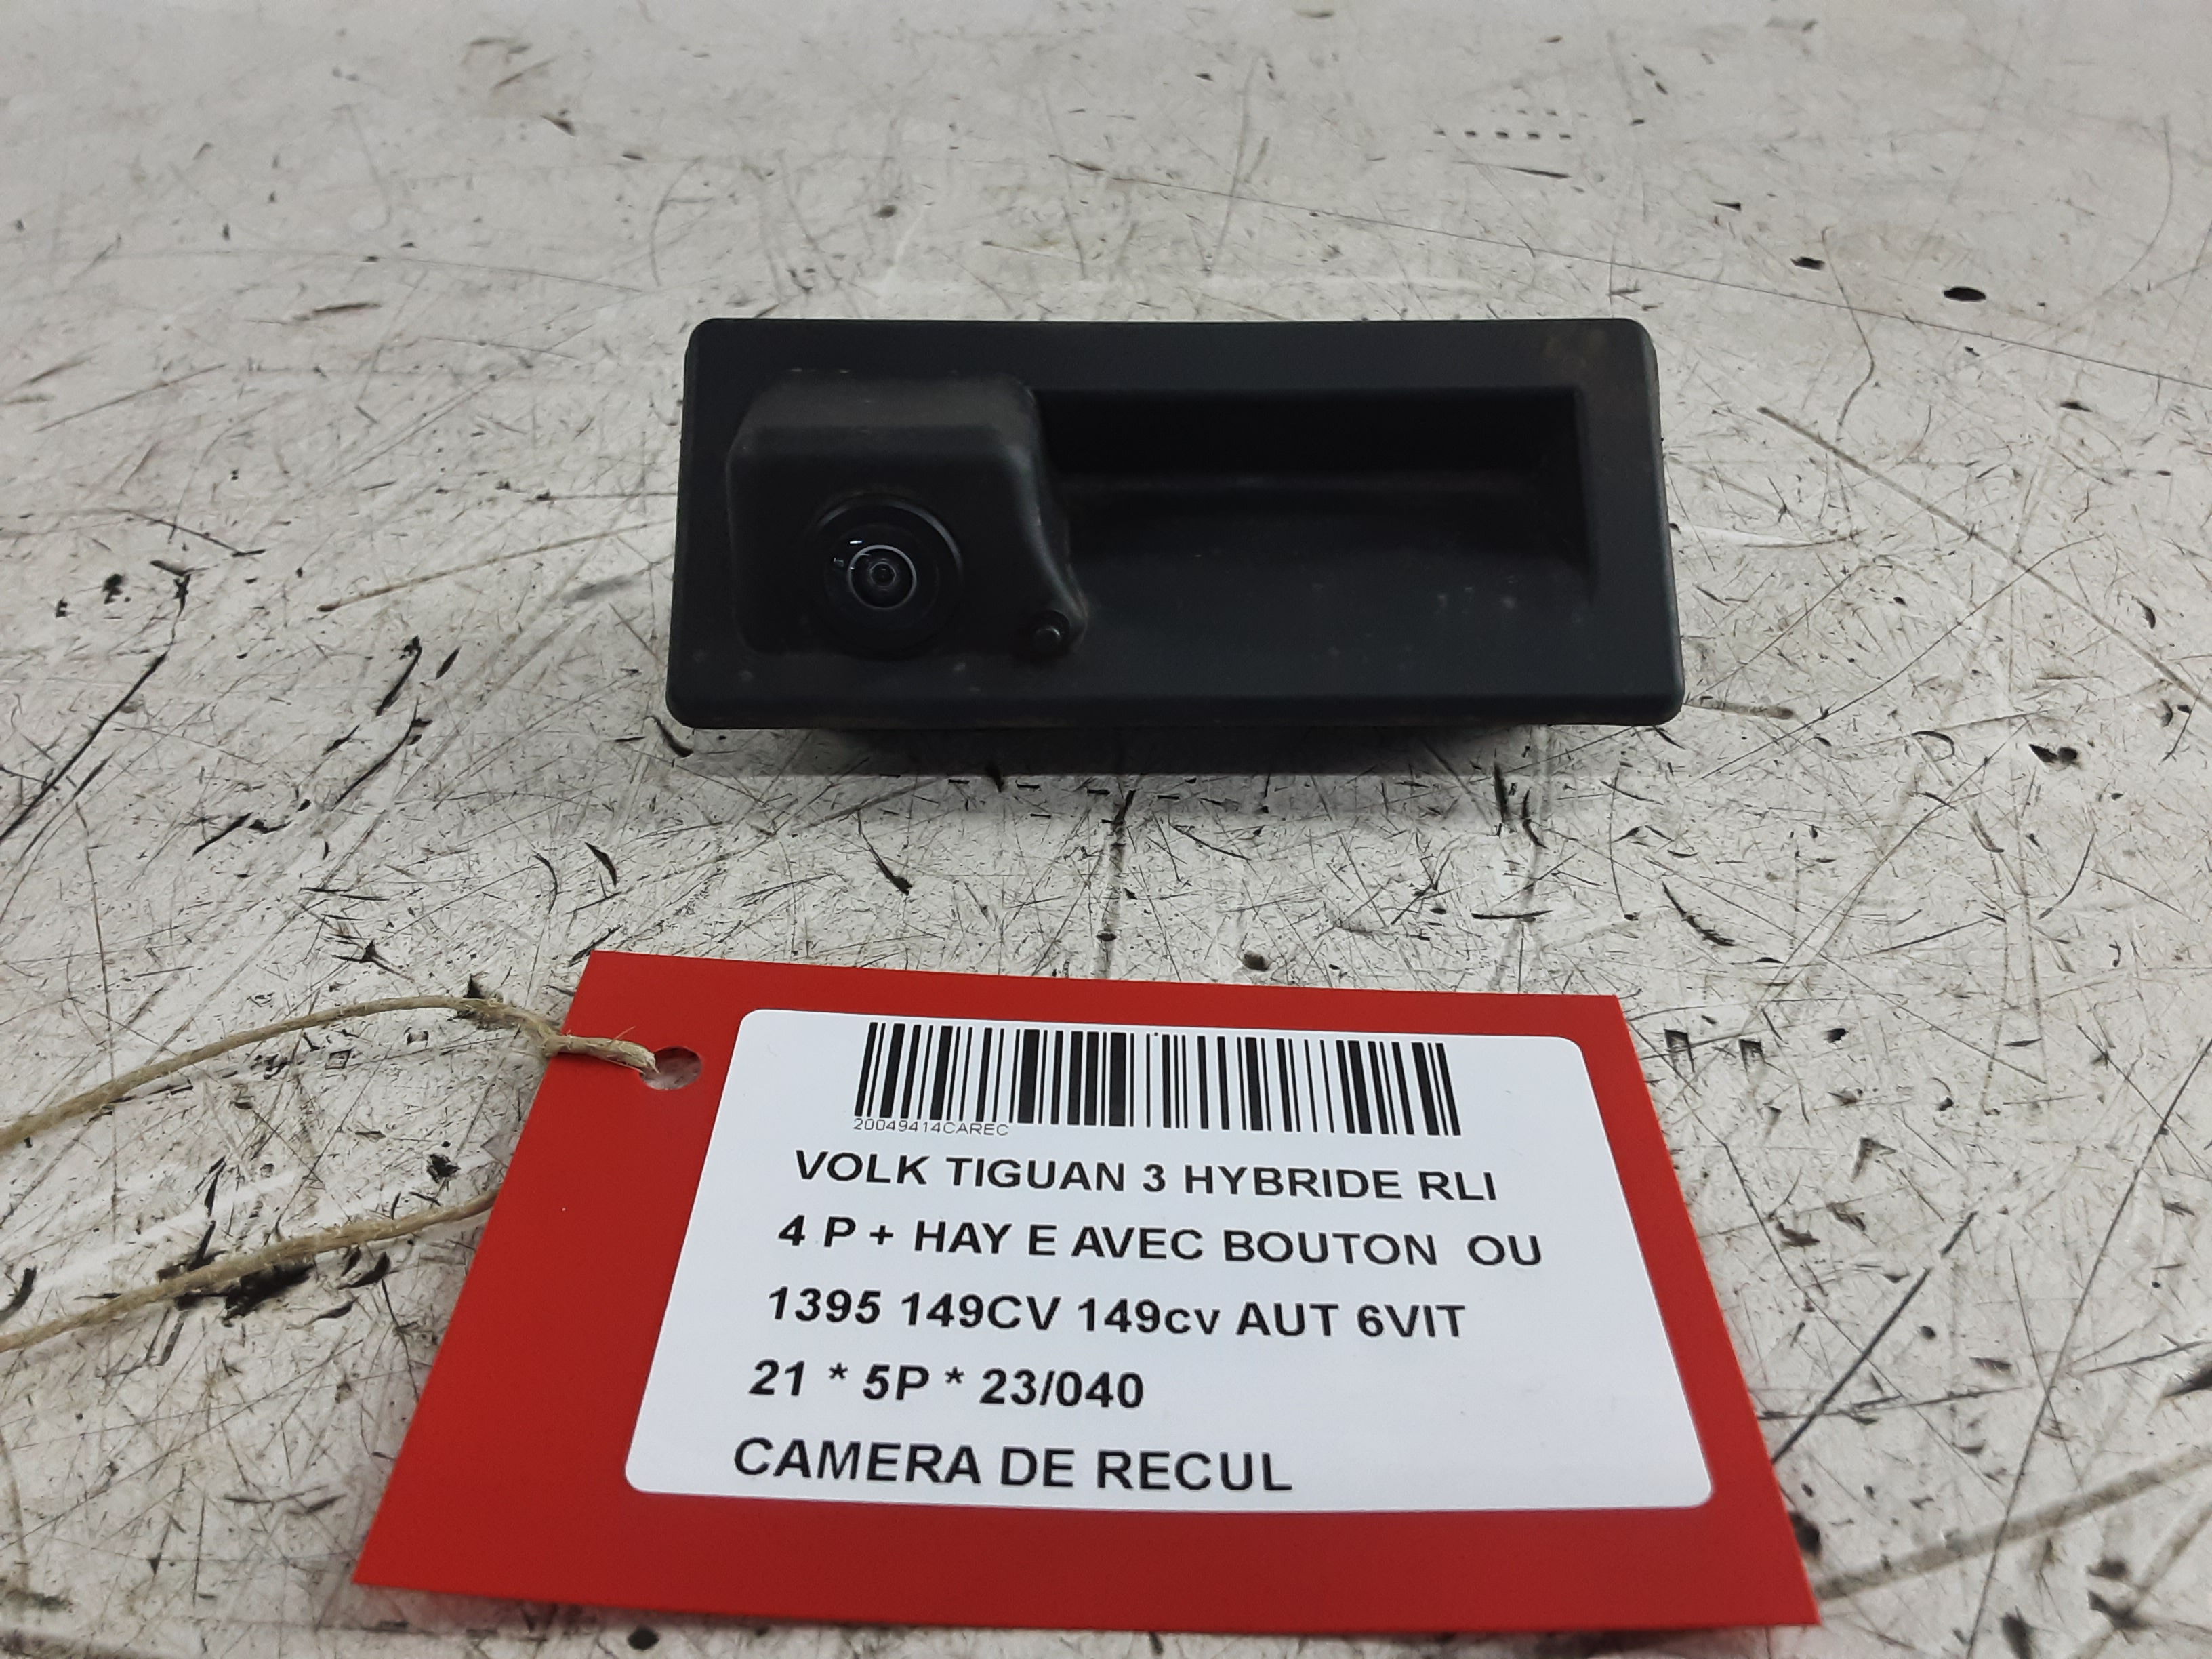 20049414CAREC
VOLK TIGUAN 3 HYBRIDE RLI
4 P + HAY E AVEC BOUTON OU
1395 149CV 149cv AUT 6VIT
21 * 5P * 23/040
CAMERA DE RECUL